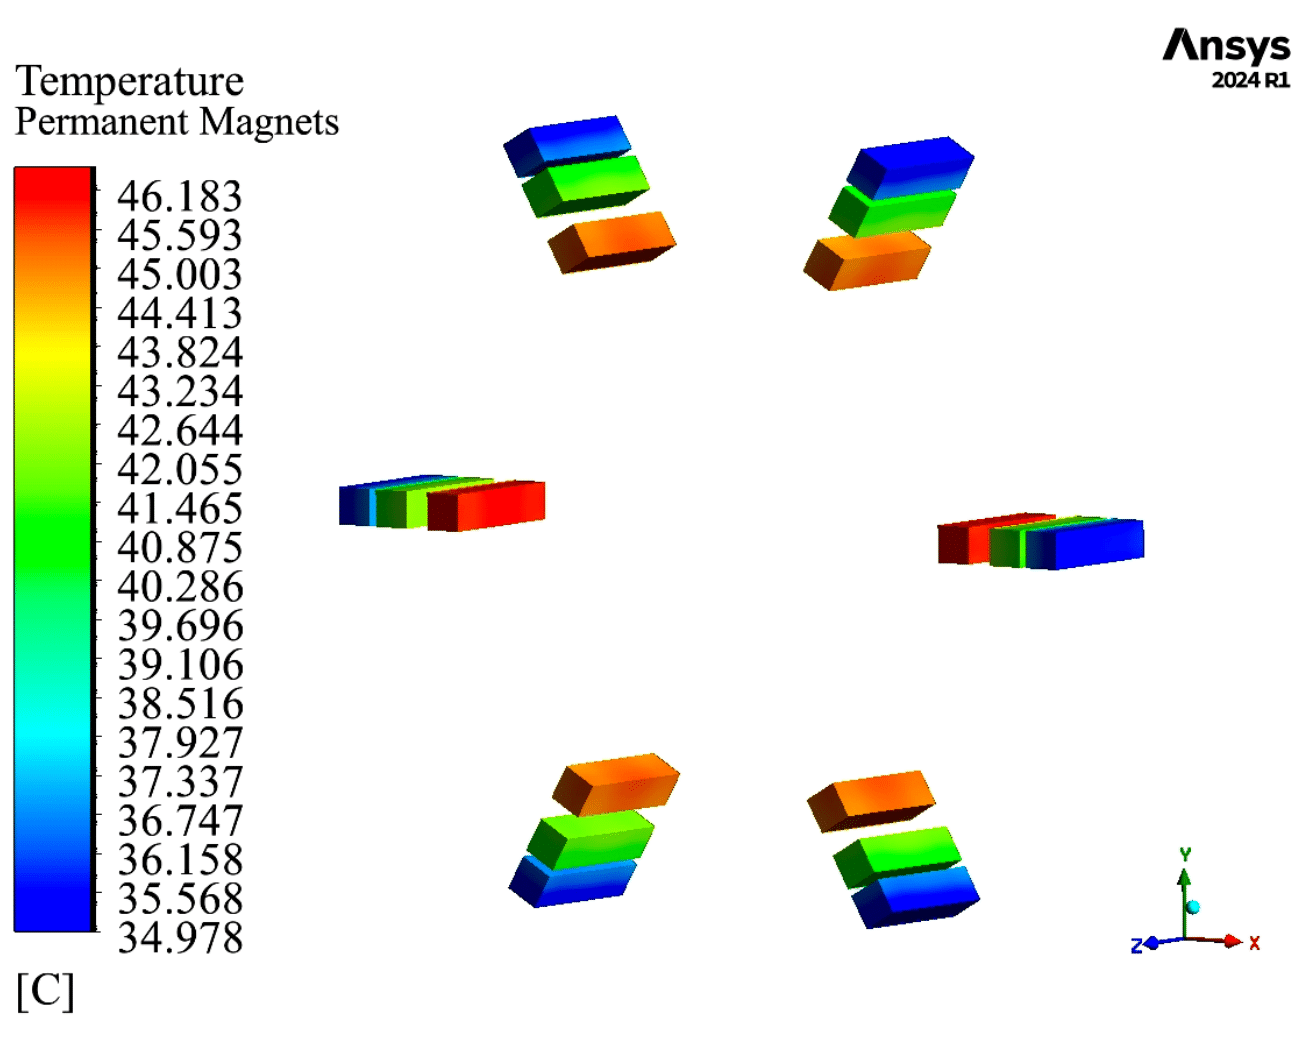 Ansys
2024 R1
Temperature
Permanent Magnets
46.183
45.593
45.003
44.413
43.824
43.234
42.644
42.055
41.465
40.875
40.286
39.696
39.106
38.516
37.927
37.337
36.747
36.158
35.568
34.978
[C]
Y
Z
X